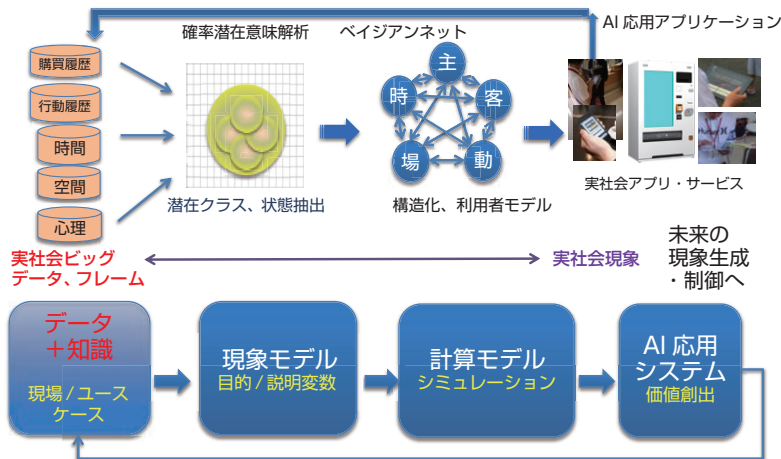 確率潜在意味解析
ベイジアンネット
AI 応用アプリケーション
購買履歴
行動履歴
時間
空間
心理
主
時
客
場
動
潜在クラス、状態抽出
構造化、利用者モデル
実社会アプリ・サービス
実社会ビッグ
データ、フレーム
実社会現象
未来の
現象生成
・制御へ
データ
＋知識
現場 / ユース
ケース
現象モデル
目的 / 説明変数
計算モデル
シミュレーション
AI 応用
システム
価値創出